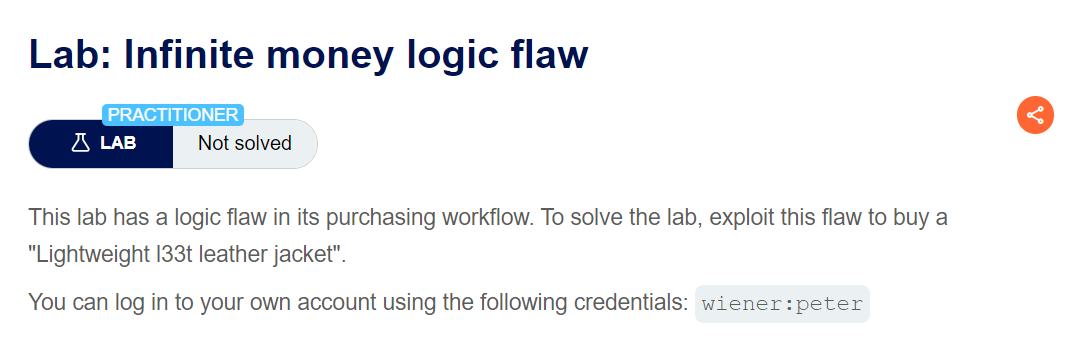 Lab: Infinite money logic flaw
PRACTITIONER
LAB Not solved
This lab has a logic flaw in its purchasing workflow. To solve the lab, exploit this flaw to buy a
"Lightweight l33t leather jacket".
You can log in to your own account using the following credentials: wiener:peter